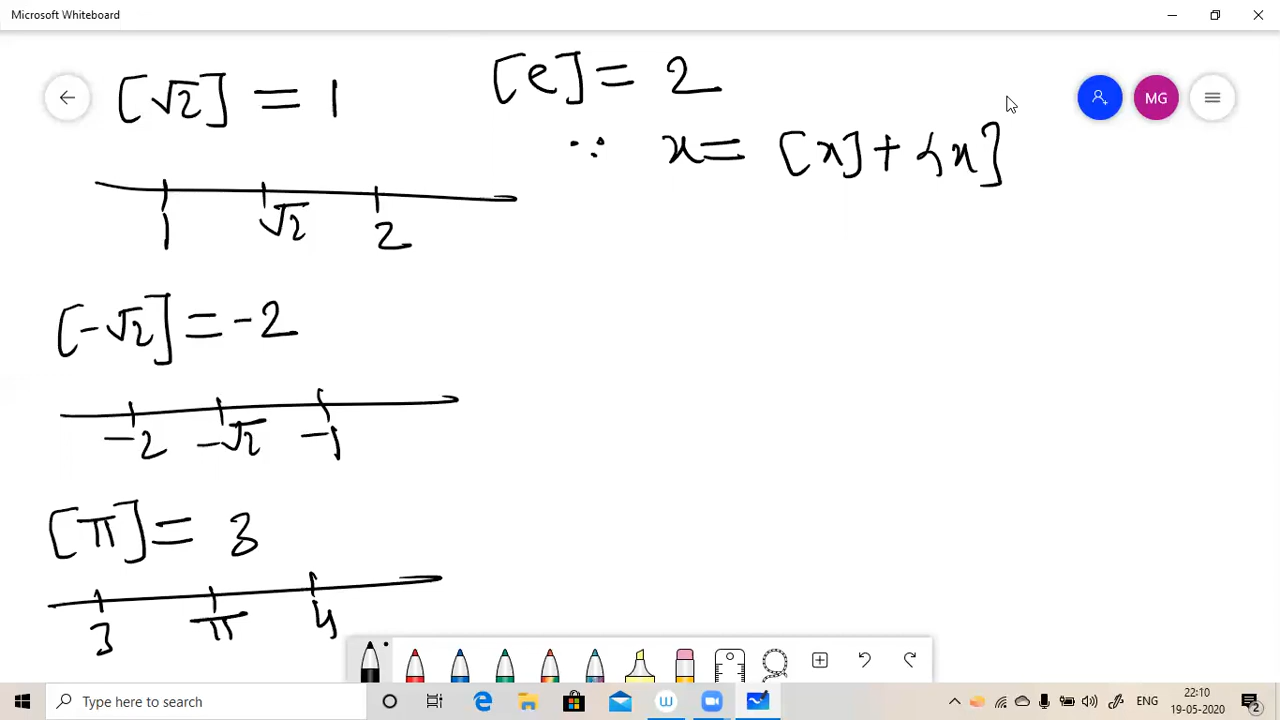 Microsoft Whiteboard
[√2] = 1
[e] = 2
∵ x = [x] + {x}
MG
1 √2 2
[-√2] = -2
-2 -√2 -1
[π] = 3
3 π 4
Type here to search
ENG
22:10
19-05-2020
2